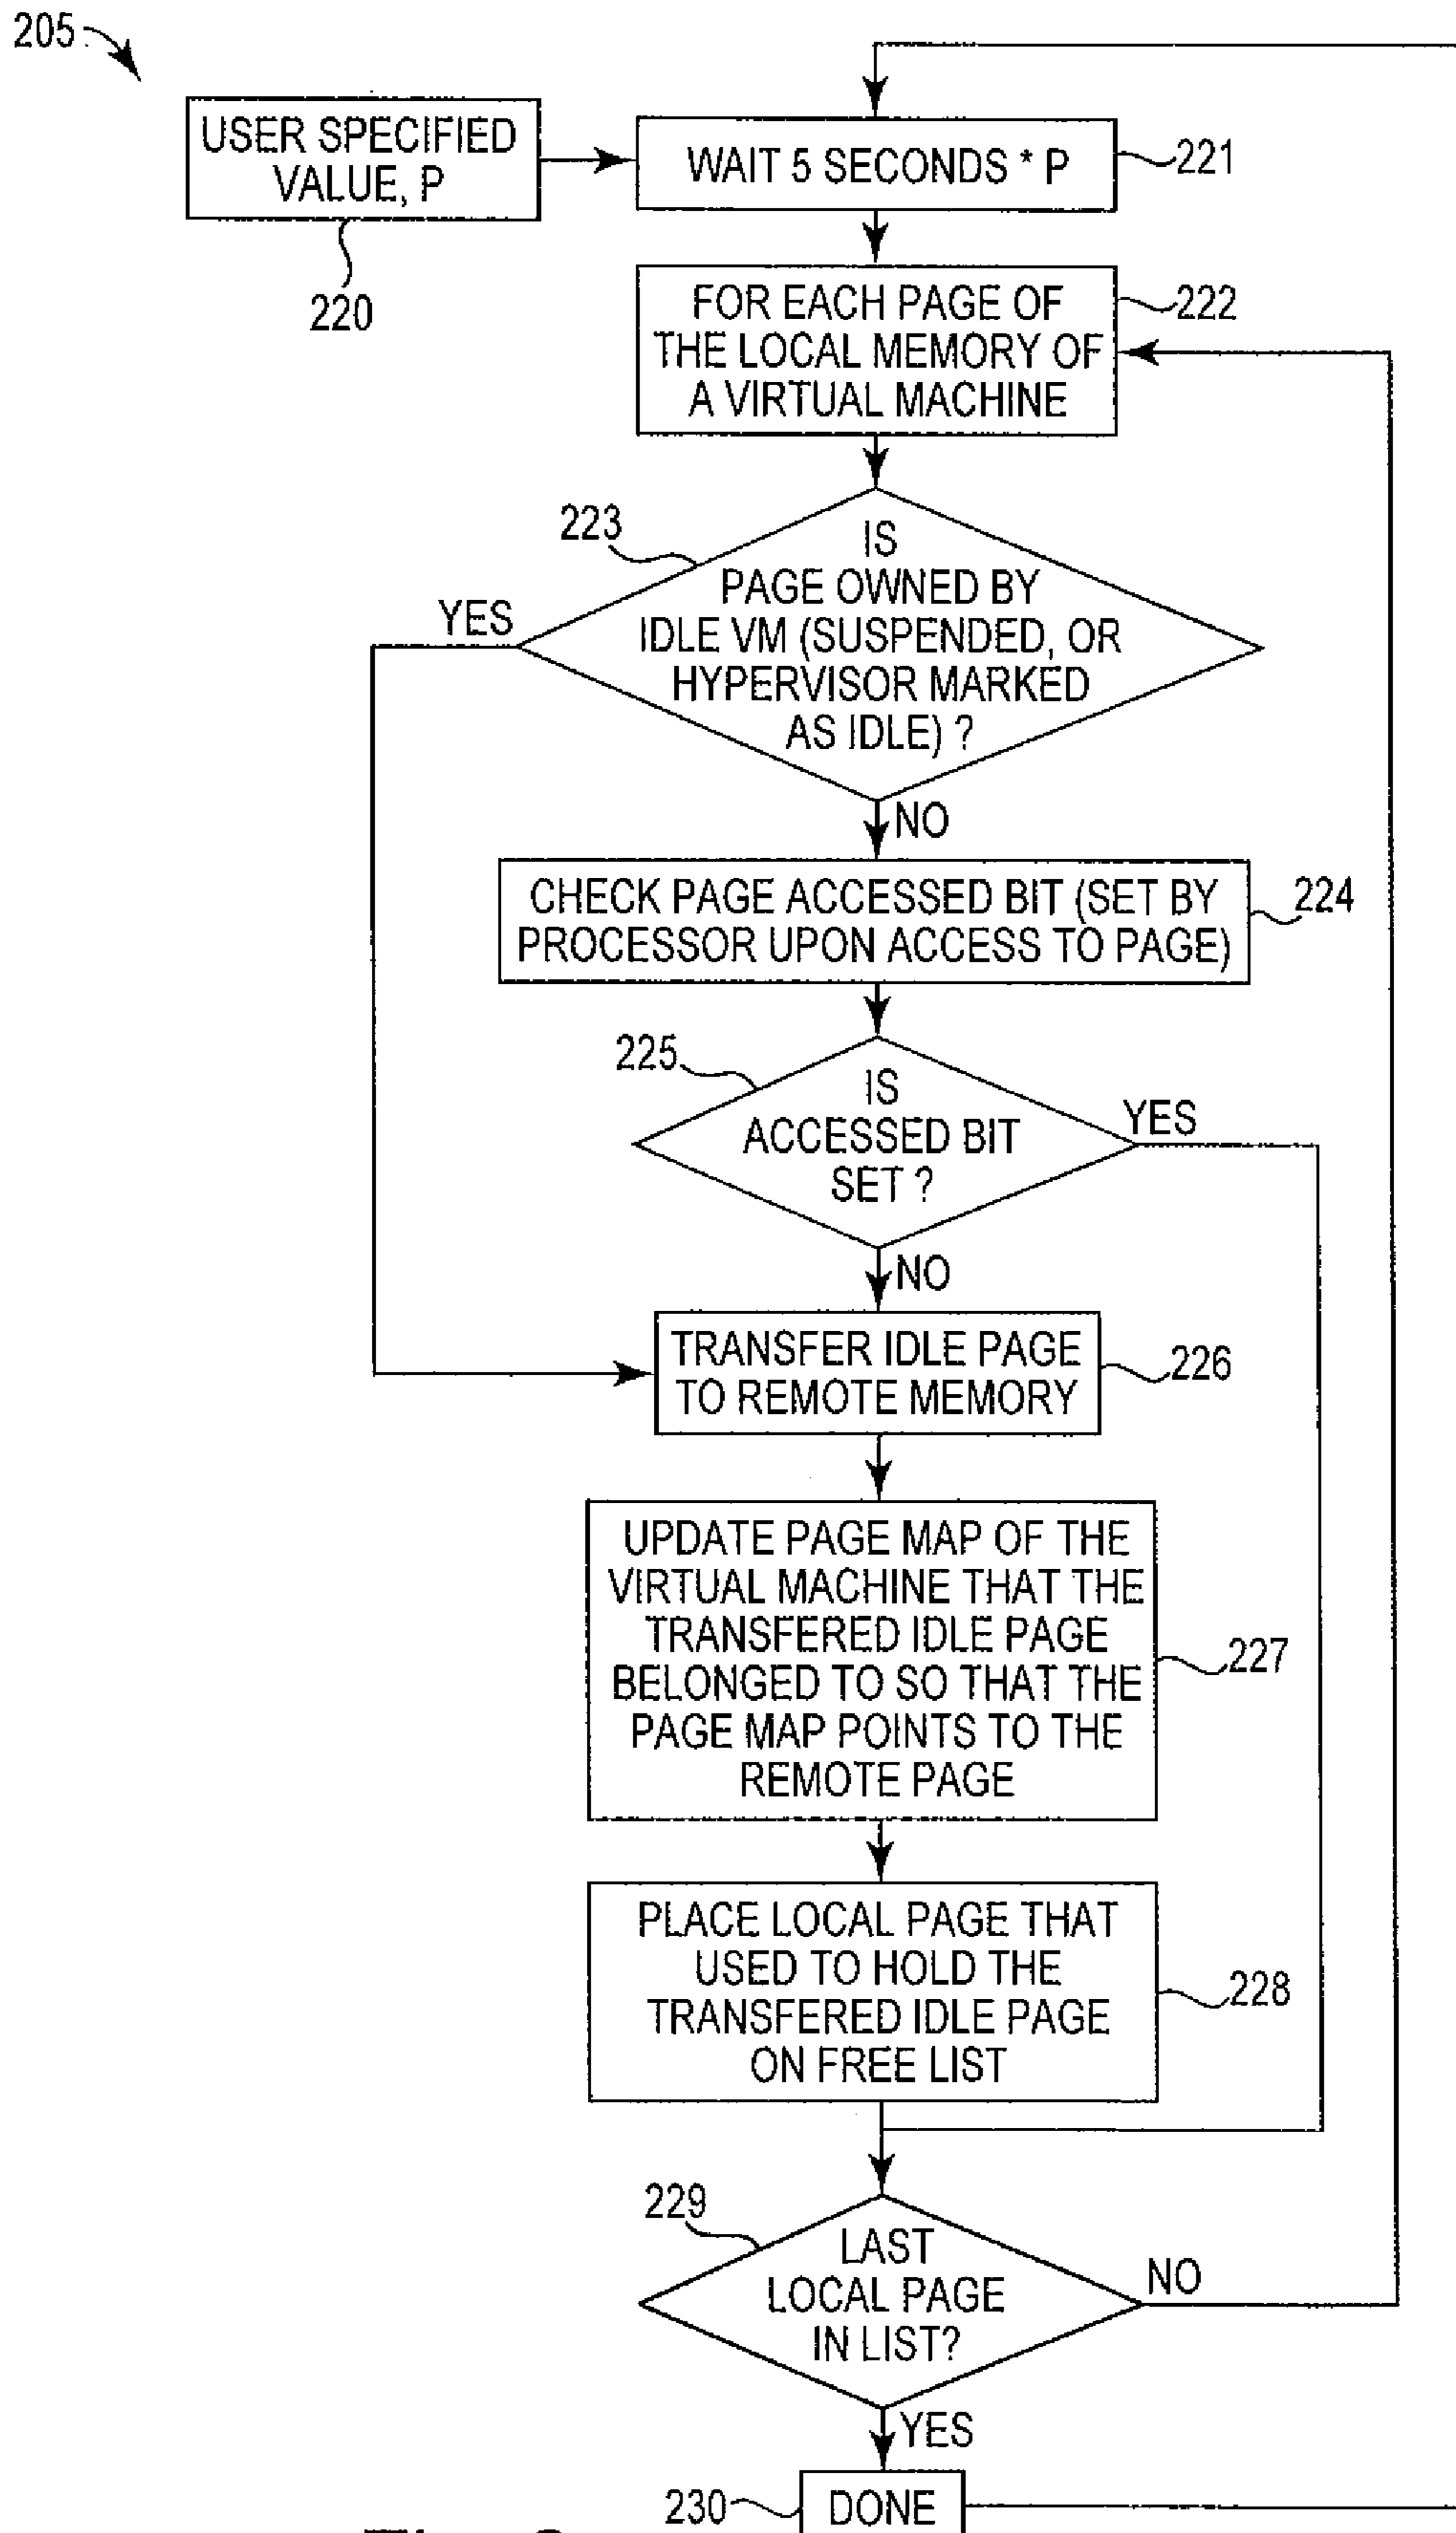 205
USER SPECIFIED
VALUE, P
220
WAIT 5 SECONDS * P
221
FOR EACH PAGE OF
THE LOCAL MEMORY OF
A VIRTUAL MACHINE
222
223
IS
PAGE OWNED BY
IDLE VM (SUSPENDED, OR
HYPERVISOR MARKED
AS IDLE) ?
YES
NO
CHECK PAGE ACCESSED BIT (SET BY
PROCESSOR UPON ACCESS TO PAGE)
224
225
IS
ACCESSED BIT
SET ?
YES
NO
TRANSFER IDLE PAGE
TO REMOTE MEMORY
226
UPDATE PAGE MAP OF THE
VIRTUAL MACHINE THAT THE
TRANSFERED IDLE PAGE
BELONGED TO SO THAT THE
PAGE MAP POINTS TO THE
REMOTE PAGE
227
PLACE LOCAL PAGE THAT
USED TO HOLD THE
TRANSFERED IDLE PAGE
ON FREE LIST
228
229
LAST
LOCAL PAGE
IN LIST?
NO
YES
230
DONE